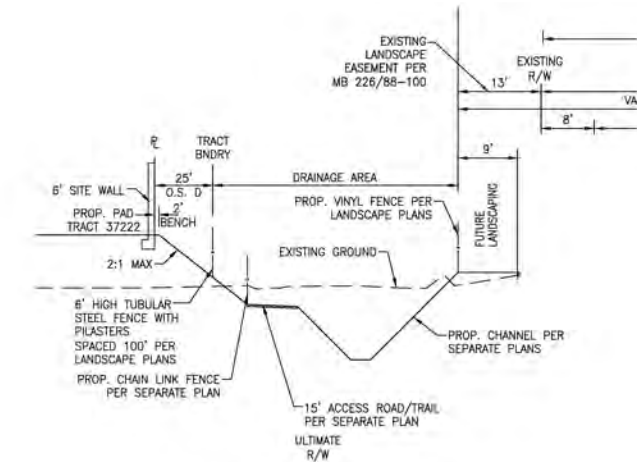 EXISTING
LANDSCAPE
EASEMENT PER
MB 226/88-100
EXISTING
R/W
13'
VA
8'
9'
TRACT
BNDRY
25'
O.S. D
DRAINAGE AREA
6' SITE WALL
PROP. PAD
TRACT 37222
2'
BENCH
PROP. VINYL FENCE PER
LANDSCAPE PLANS
FUTURE
LANDSCAPING
2:1 MAX
EXISTING GROUND
6' HIGH TUBULAR
STEEL FENCE WITH
PILASTERS
SPACED 100' PER
LANDSCAPE PLANS
PROP. CHANNEL PER
SEPARATE PLANS
PROP. CHAIN LINK FENCE
PER SEPARATE PLAN
15' ACCESS ROAD/TRAIL
PER SEPARATE PLAN
ULTIMATE
R/W